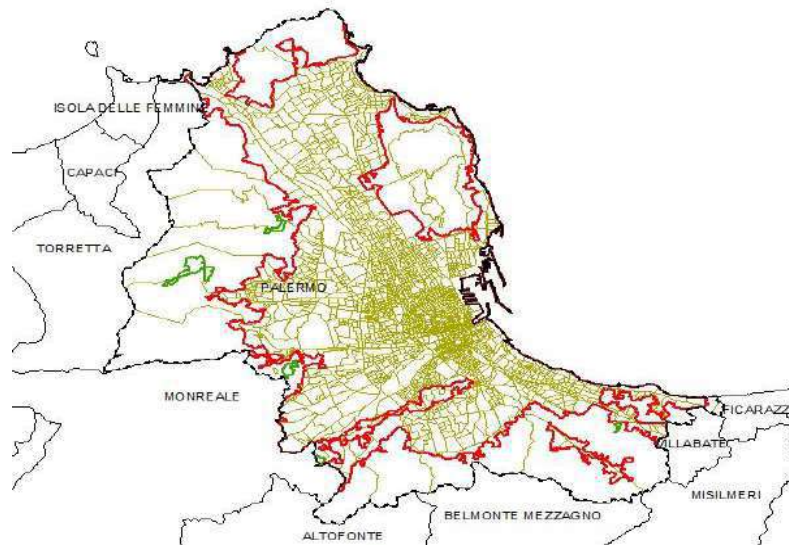 ISOLA DELLE FEMMINE
CAPACI
TORRETTA
PALERMO
MONREALE
FICARAZZ
VILLABATE
MISILMERI
BELMONTE MEZZAGNO
ALTOFONTE